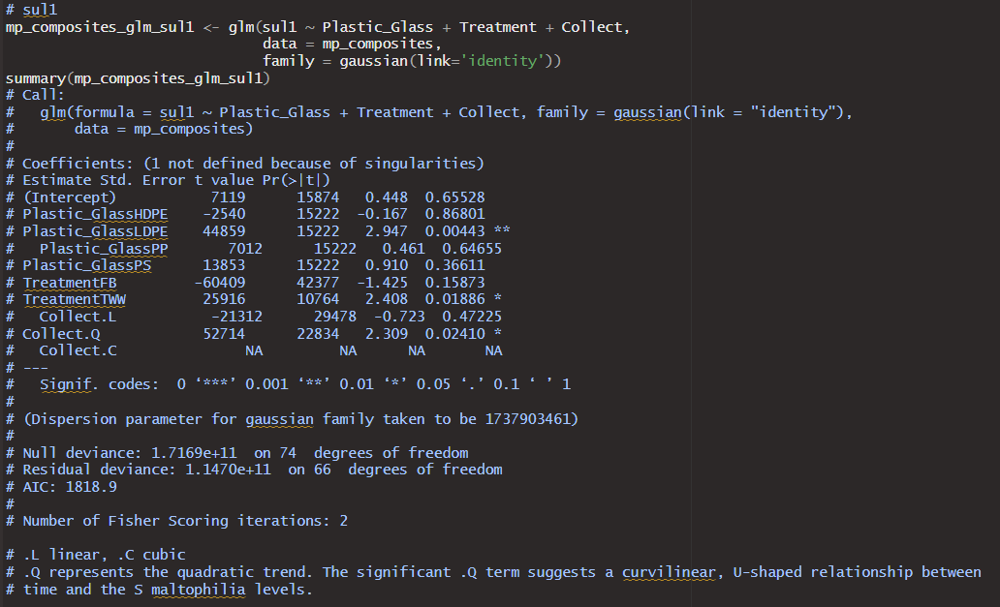 # sul1
mp_composites_glm_sul1 <- glm(sul1 ~ Plastic_Glass + Treatment + Collect,
                              data = mp_composites,
                              family = gaussian(link='identity'))
summary(mp_composites_glm_sul1)
# Call:
#   glm(formula = sul1 ~ Plastic_Glass + Treatment + Collect, family = gaussian(link = "identity"),
#       data = mp_composites)
#
# Coefficients: (1 not defined because of singularities)
# Estimate Std. Error t value Pr(>|t|)
# (Intercept)           7119      15874   0.448  0.65528
# Plastic_GlassHDPE    -2540      15222  -0.167  0.86801
# Plastic_GlassLDPE    44859      15222   2.947  0.00443 **
#   Plastic_GlassPP       7012      15222   0.461  0.64655
# Plastic_GlassPS      13853      15222   0.910  0.36611
# TreatmentFB         -60409      42377  -1.425  0.15873
# TreatmentTWW         25916      10764   2.408  0.01886 *
#   Collect.L           -21312      29478  -0.723  0.47225
# Collect.Q            52714      22834   2.309  0.02410 *
#   Collect.C               NA         NA      NA       NA
# ---
#   Signif. codes:  0 ‘***’ 0.001 ‘**’ 0.01 ‘*’ 0.05 ‘.’ 0.1 ‘ ’ 1
#
# (Dispersion parameter for gaussian family taken to be 1737903461)
#
# Null deviance: 1.7169e+11  on 74  degrees of freedom
# Residual deviance: 1.1470e+11  on 66  degrees of freedom
# AIC: 1818.9
#
# Number of Fisher Scoring iterations: 2

# .L linear, .C cubic
# .Q represents the quadratic trend. The significant .Q term suggests a curvilinear, U-shaped relationship between
# time and the S maltophilia levels.